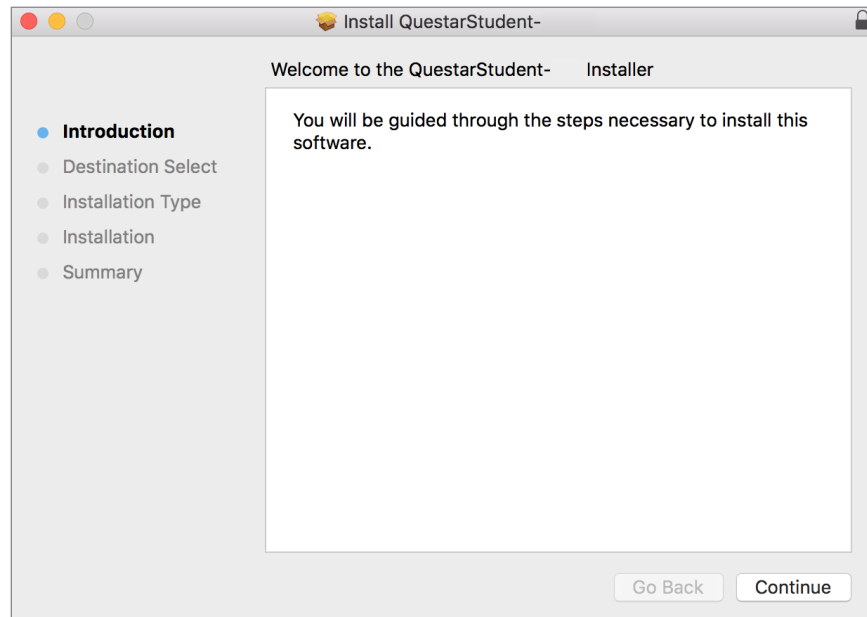 Install QuestarStudent-
Welcome to the QuestarStudent- Installer
Introduction
Destination Select
Installation Type
Installation
Summary
You will be guided through the steps necessary to install this
software.
Go Back
Continue